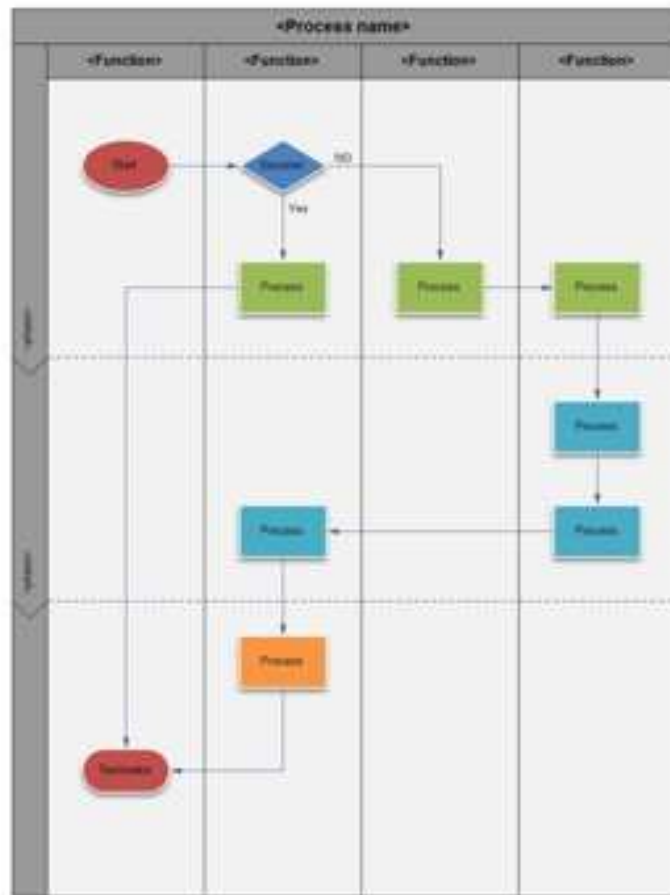 <Process name>
<Function> <Function> <Function> <Function>
Start
Decision
NO
Yes
Process
Process
Process
Process
Process
Process
Process
Terminator